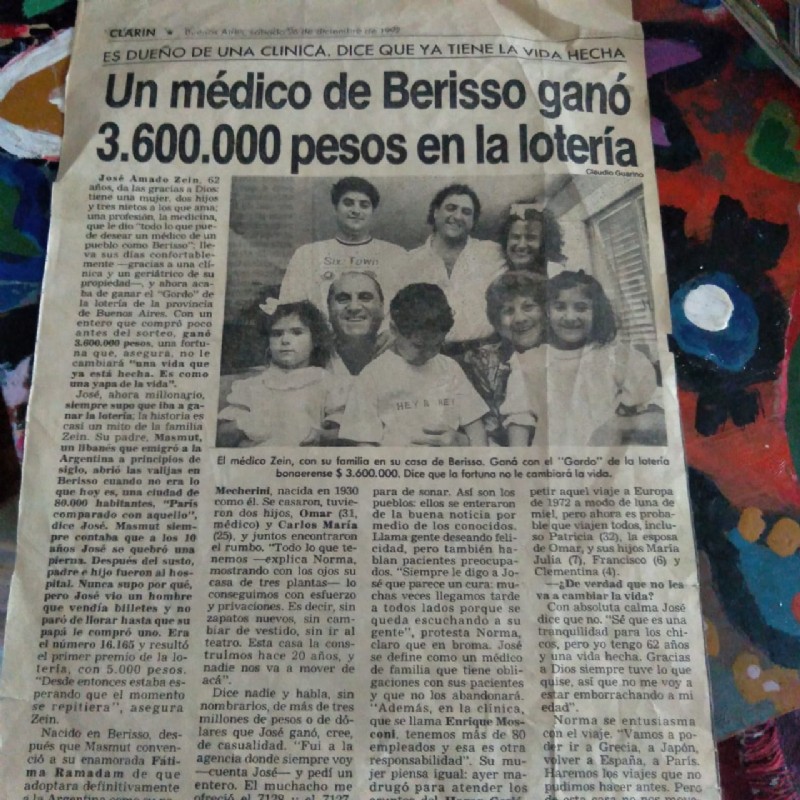 CLARIN ★ Buenos Aires, sábado 26 de diciembre de 1992
ES DUEÑO DE UNA CLINICA. DICE QUE YA TIENE LA VIDA HECHA
Un médico de Berisso ganó
3.600.000 pesos en la lotería
Claudio Guarino
José Amado Zein, 62
años, da las gracias a Dios:
tiene una mujer, dos hijos
y tres nietos a los que ama;
una profesión, la medicina,
que le dio "todo lo que pue-
de desear un médico de un
pueblo como Berisso"; lle-
va sus días confortable-
mente —gracias a una clí-
nica y un geriátrico de su
propiedad—, y ahora aca-
ba de ganar el "Gordo" de
la lotería de la provincia
de Buenos Aires. Con un
entero que compró poco
antes del sorteo, ganó
3.600.000 pesos, una fortu-
na que, asegura, no le
cambiará "una vida que
ya está hecha. Es como
una yapa de la vida".
José, ahora millonario,
siempre supo que iba a ga-
nar la lotería; la historia es
casi un mito de la familia
Zein. Su padre, Masmut,
un libanés que emigró a la
Argentina a principios de
siglo, abrió las valijas en
Berisso cuando no era lo
que hoy es, una ciudad de
80.000 habitantes, "París
comparado con aquello",
dice José. Masmut siem-
pre contaba que a los 10
años José se quebró una
pierna. Después del susto,
padre e hijo fueron al hos-
pital. Nunca supo por qué,
pero José vio un hombre
que vendía billetes y no
paró de llorar hasta que su
papá le compró uno. Era
el número 16.165 y resultó
el primer premio de la lo-
tería, con 5.000 pesos.
"Desde entonces estaba es-
perando que el momento
se repitiera", asegura
Zein.
Nacido en Berisso, des-
pués que Masmut conven-
ció a su enamorada Fáti-
ma Ramadam de que
adoptara definitivamente
a la Argentina como
Six Town
HEY
El médico Zein, con su familia en su casa de Berisso. Ganó con el "Gordo" de la lotería
bonaerense $ 3.600.000. Dice que la fortuna no le cambiará la vida.
Mecherini, nacida en 1930
como él. Se casaron, tuvie-
ron dos hijos, Omar (31,
médico) y Carlos María
(25), y juntos encontraron
el rumbo. "Todo lo que te-
nemos —explica Norma,
mostrando con los ojos su
casa de tres plantas— lo
conseguimos con esfuerzo
y privaciones. Es decir, sin
zapatos nuevos, sin cam-
biar de vestido, sin ir al
teatro. Esta casa la cons-
truimos hace 20 años, y
nadie nos va a mover de
acá".
Dice nadie y habla, sin
nombrarlos, de más de tres
millones de pesos o de dó-
lares que José ganó, cree,
de casualidad. "Fui a la
agencia donde siempre voy
—cuenta José— y pedí un
entero. El muchacho me
ofreció el 7128 y el 7127.
para de sonar. Así son los
pueblos: ellos se enteraron
de la buena noticia por
medio de los conocidos.
Llama gente deseando feli-
cidad, pero también ha-
blan pacientes preocupa-
dos. "Siempre le digo a Jo-
sé que parece un cura: mu-
chas veces llegamos tarde
a todos lados porque se
queda escuchando a su
gente", protesta Norma,
claro que en broma. José
se define como un médico
de familia que tiene obli-
gaciones con sus pacientes
y que no los abandonará.
"Además, en la clínica,
que se llama Enrique Mos-
coni, tenemos más de 80
empleados y esa es otra
responsabilidad". Su mu-
jer piensa igual: ayer ma-
drugó para atender los
petir aquel viaje a Europa
de 1972 a modo de luna de
miel, pero ahora es proba-
ble que viajen todos, inclu-
so Patricia (32), la esposa
de Omar, y sus hijos María
Julia (7), Francisco (6) y
Clementina (4).
—¿De verdad que no les
va a cambiar la vida?
Con absoluta calma José
dice que no. "Sé que es una
tranquilidad para los chi-
cos, pero yo tengo 62 años
y una vida hecha. Gracias
a Dios siempre tuve lo que
quise, así que no me voy a
estar emborrachando a mi
edad".
Norma se entusiasma
con el viaje. "Vamos a po-
der ir a Grecia, a Japón,
volver a España, a París.
Haremos los viajes que no
pudimos hacer antes. Pero